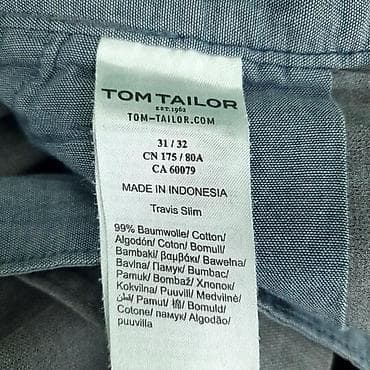 TOM TAILOR
EST.1962
TOM-TAILOR.COM
31 / 32
CN 175 / 80A
CA 60079
MADE IN INDONESIA
Travis Slim
99% Baumwolle/ Cotton/
Algodón/ Coton/ Bomull/
Bambaki/ βαμβάκι/ Bawełna/
Bavlna/ Памук/ Bumbac/
Pamuk/ Bombaž/ Хлопок/
Kokvilna/ Puuvill/ Medvilnė/
قطن/ Pamut/ 棉/ Bomuld/
Cotone/ памук/ Algodão/
puuvilla